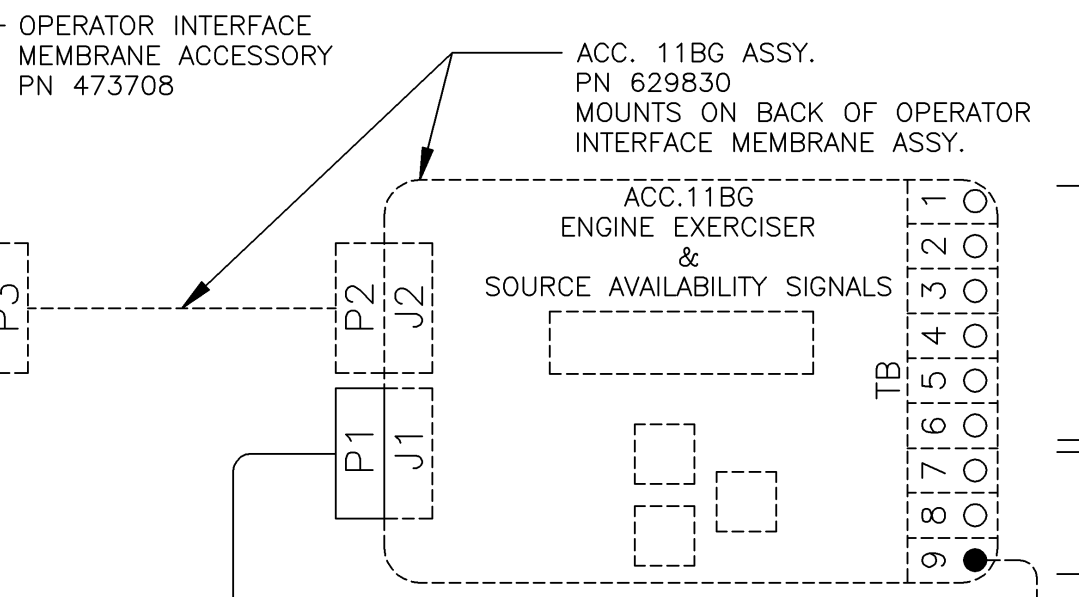 OPERATOR INTERFACE
MEMBRANE ACCESSORY
PN 473708
ACC. 11BG ASSY.
PN 629830
MOUNTS ON BACK OF OPERATOR
INTERFACE MEMBRANE ASSY.
ACC.11BG
ENGINE EXERCISER
&
SOURCE AVAILABILITY SIGNALS
P3
P2
J2
P1
J1
TB
1
2
3
4
5
6
7
8
9